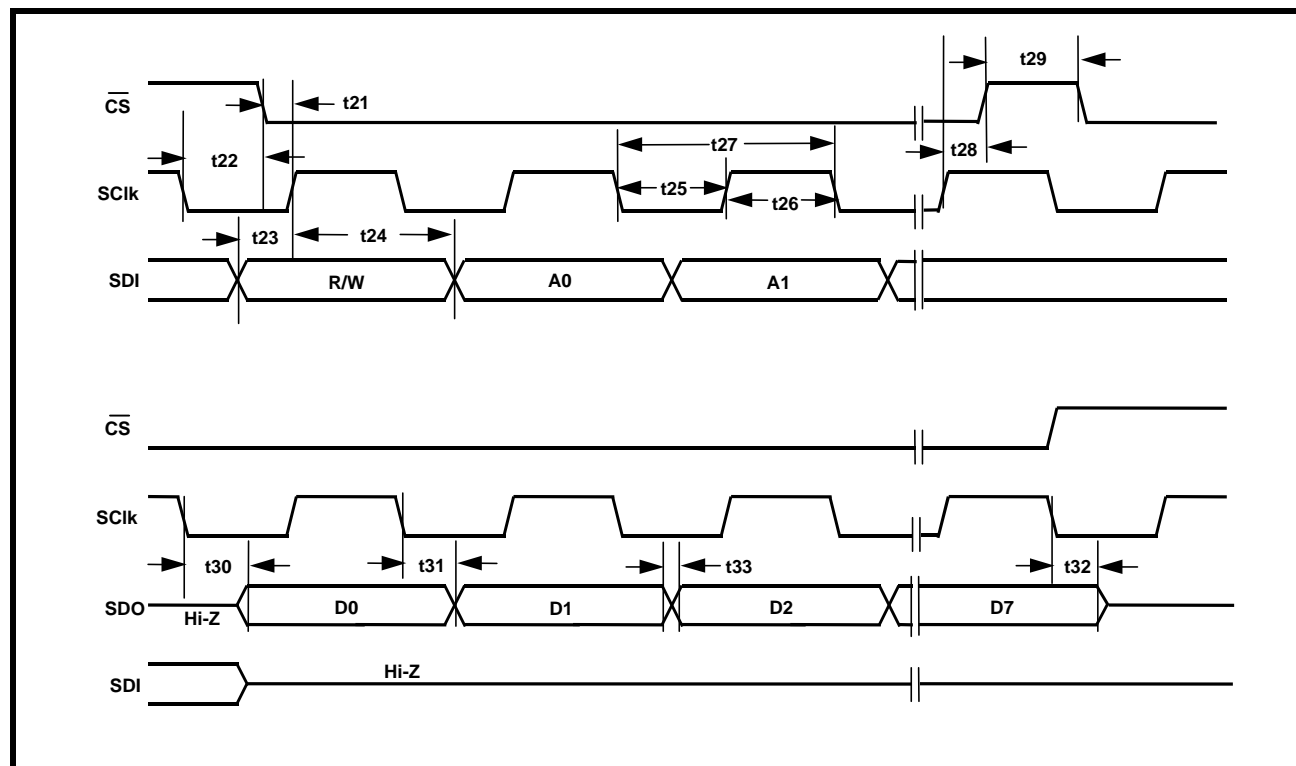 t29
CS
t21
t22
t27
t28
SClk
t25
t26
t23
t24
SDI
R/W
A0
A1
CS
SClk
t30
t31
t33
t32
SDO
Hi-Z
D0
D1
D2
D7
SDI
Hi-Z